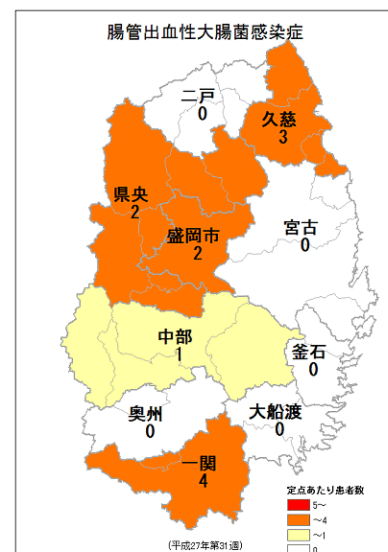 腸管出血性大腸菌感染症
二戸
0
久慈
3
県央
2
盛岡市
2
宮古
0
中部
1
釜石
0
奥州
0
大船渡
0
一関
4
定点あたり患者数
5~
~4
~1
0
(平成27年第31週)